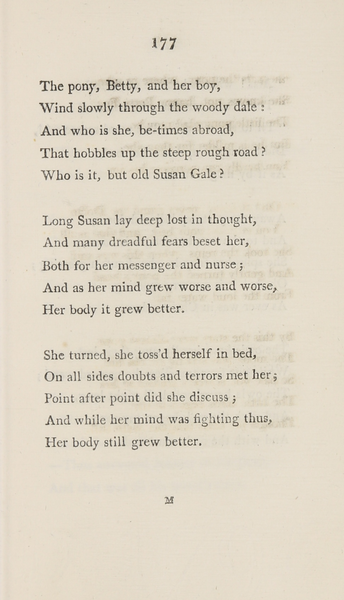 177
The pony, Betty, and her boy,
Wind slowly through the woody dale :
And who is she, be-times abroad,
That hobbles up the steep rough road ?
Who is it, but old Susan Gale ?
Long Susan lay deep lost in thought,
And many dreadful fears beset her,
Both for her messenger and nurse ;
And as her mind grew worse and worse,
Her body it grew better.
She turned, she toss'd herself in bed,
On all sides doubts and terrors met her ;
Point after point did she discuss ;
And while her mind was fighting thus,
Her body still grew better.
M